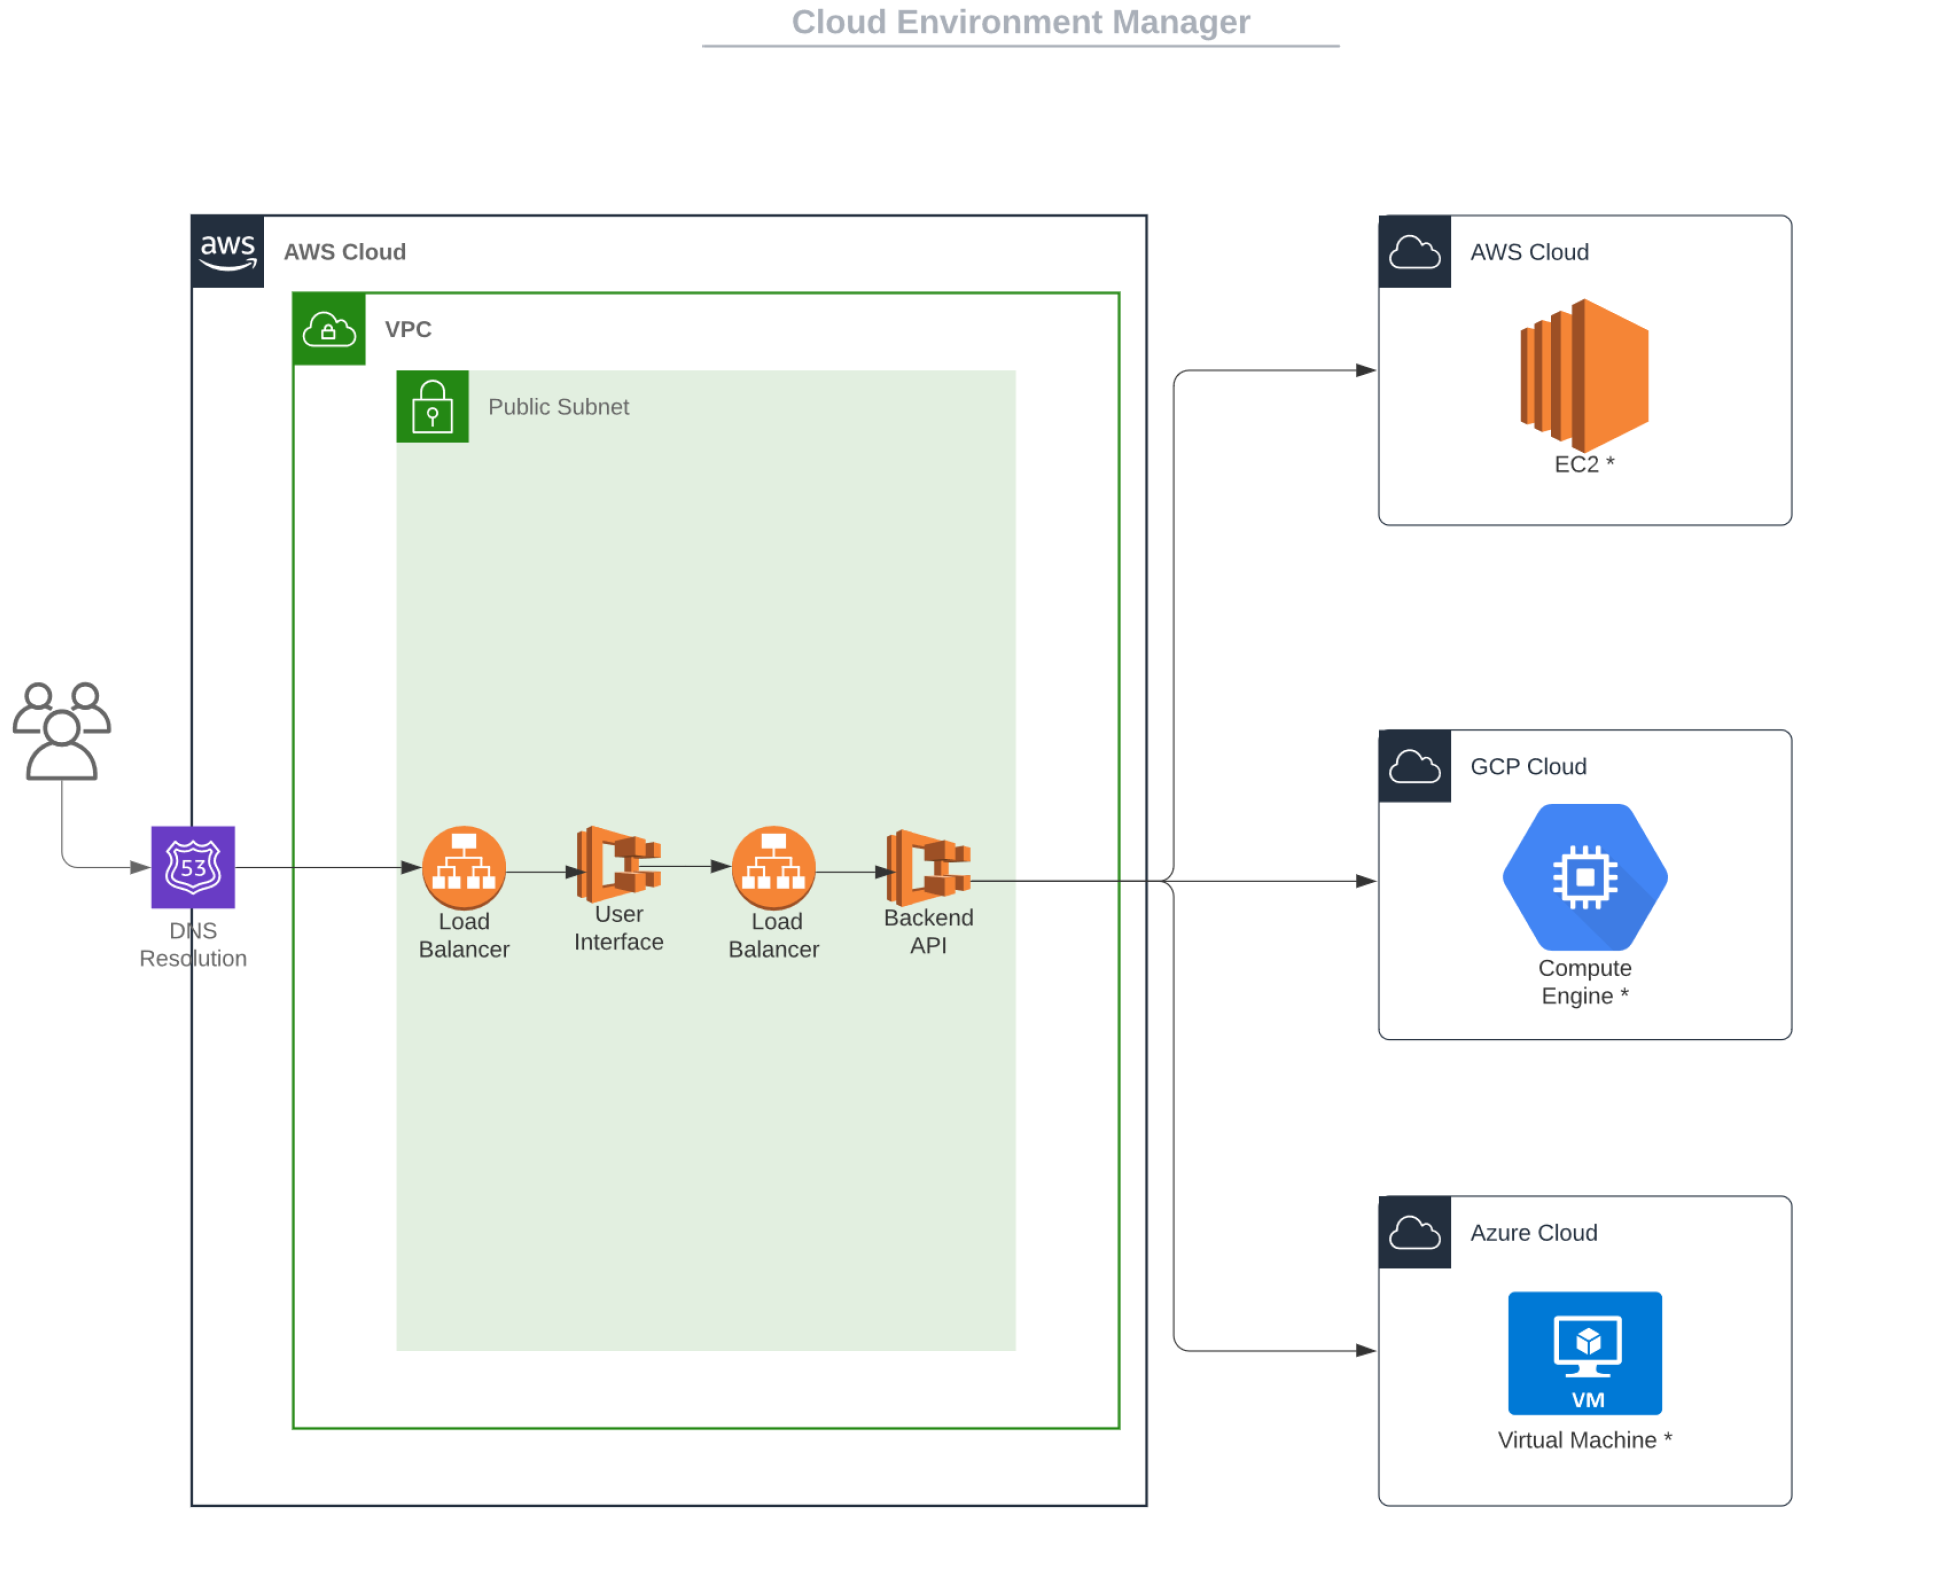 Cloud Environment Manager
aws
AWS Cloud
VPC
Public Subnet
53
DNS
Resolution
Load
Balancer
User
Interface
Load
Balancer
Backend
API
AWS Cloud
EC2 *
GCP Cloud
Compute
Engine *
Azure Cloud
VM
Virtual Machine *